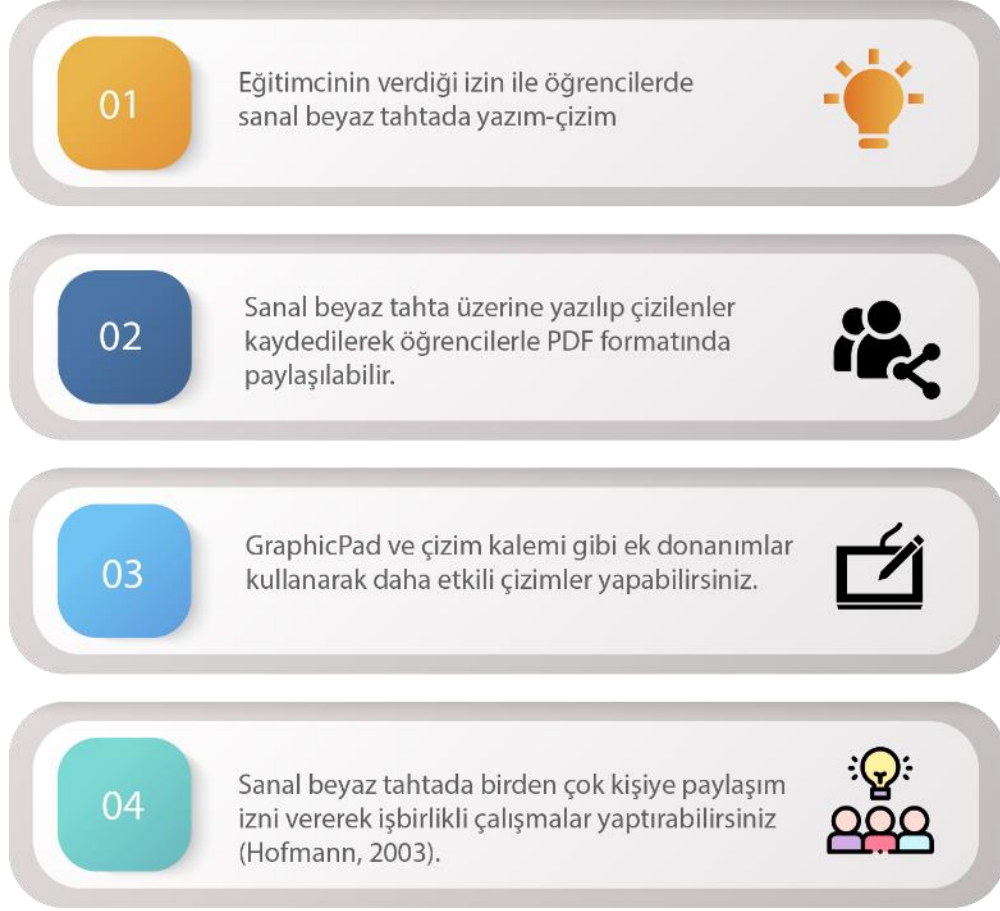 01
Eğitimcinin verdiği izin ile öğrencilerde
sanal beyaz tahtada yazım-çizim
02
Sanal beyaz tahta üzerine yazılıp çizilenler
kaydedilerek öğrencilerle PDF formatında
paylaşılabilir.
03
GraphicPad ve çizim kalemi gibi ek donanımlar
kullanarak daha etkili çizimler yapabilirsiniz.
04
Sanal beyaz tahtada birden çok kişiye paylaşım
izni vererek işbirlikli çalışmalar yaptırabilirsiniz
(Hofmann, 2003).